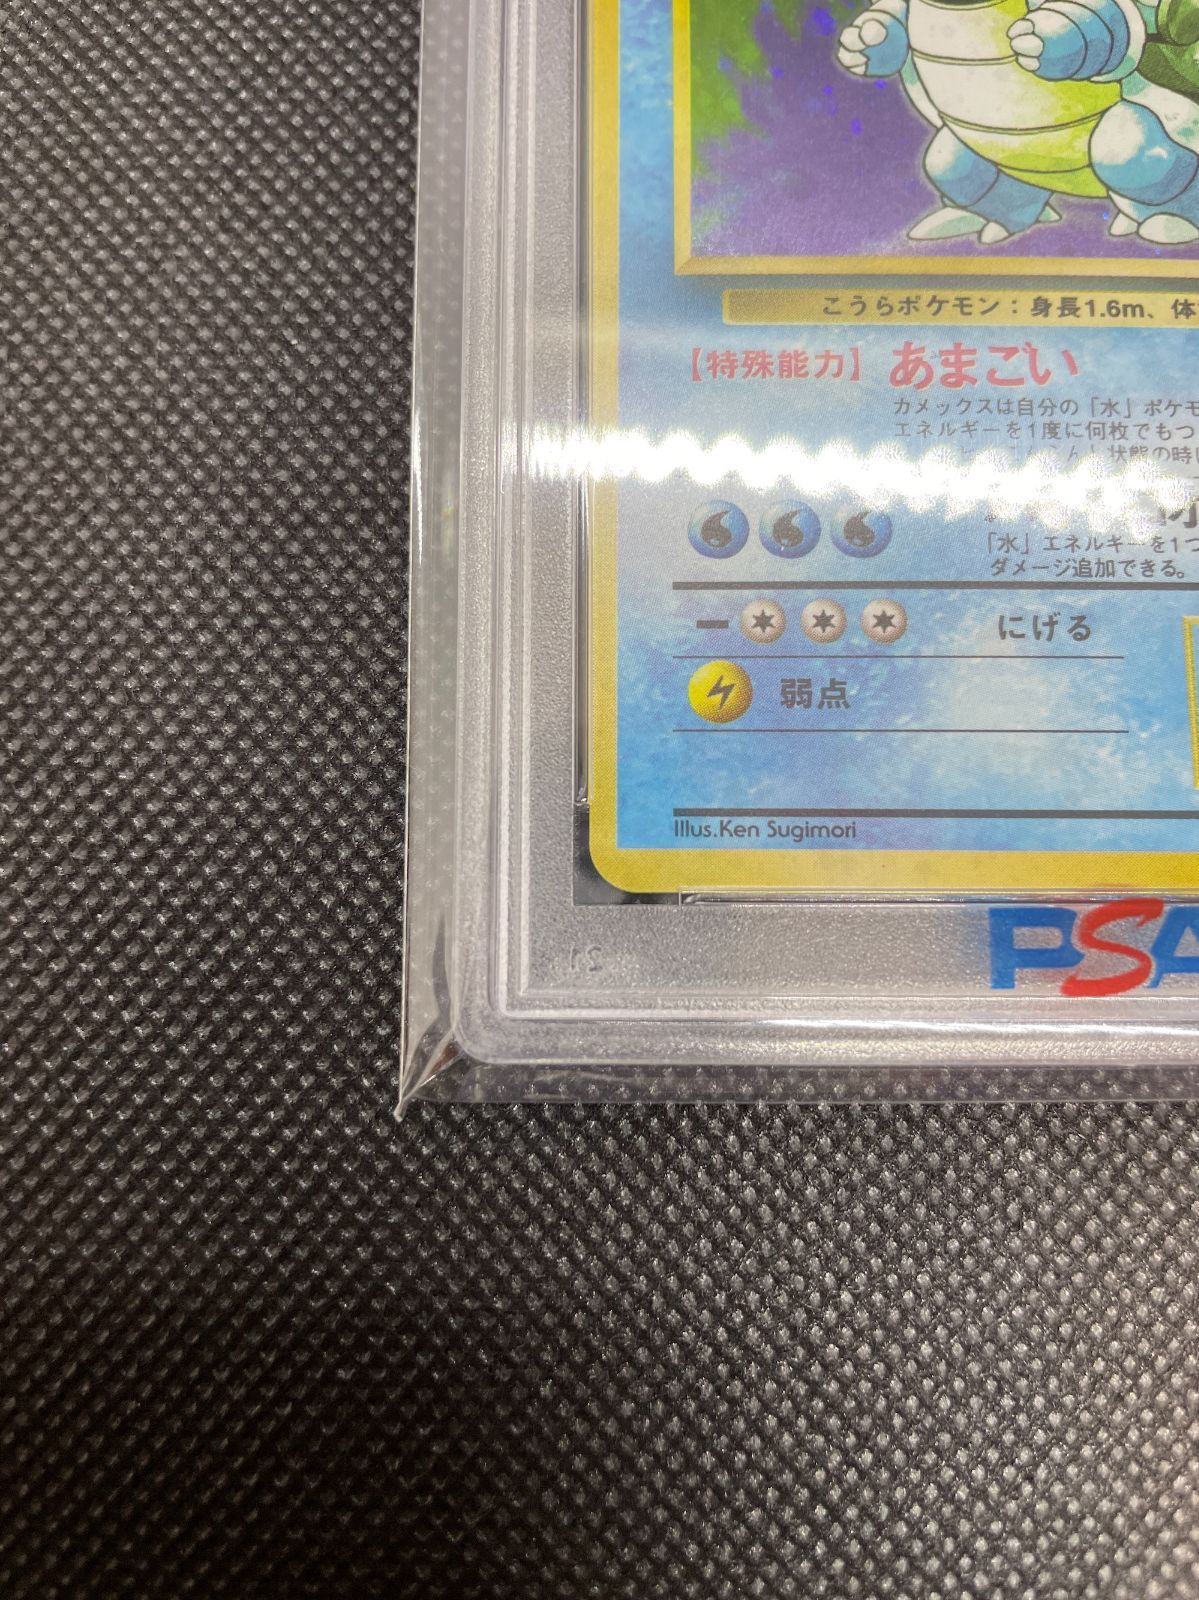 こうらポケモン：身長1.6m、体
【特殊能力】 あまごい
カメックスは自分の「水」ポケモ
エネルギーを1度に何枚でもつ
状態の時
「水」エネルギーを1つ
ダメージ追加できる。
にげる
弱点
Illus.Ken Sugimori
PSA
21